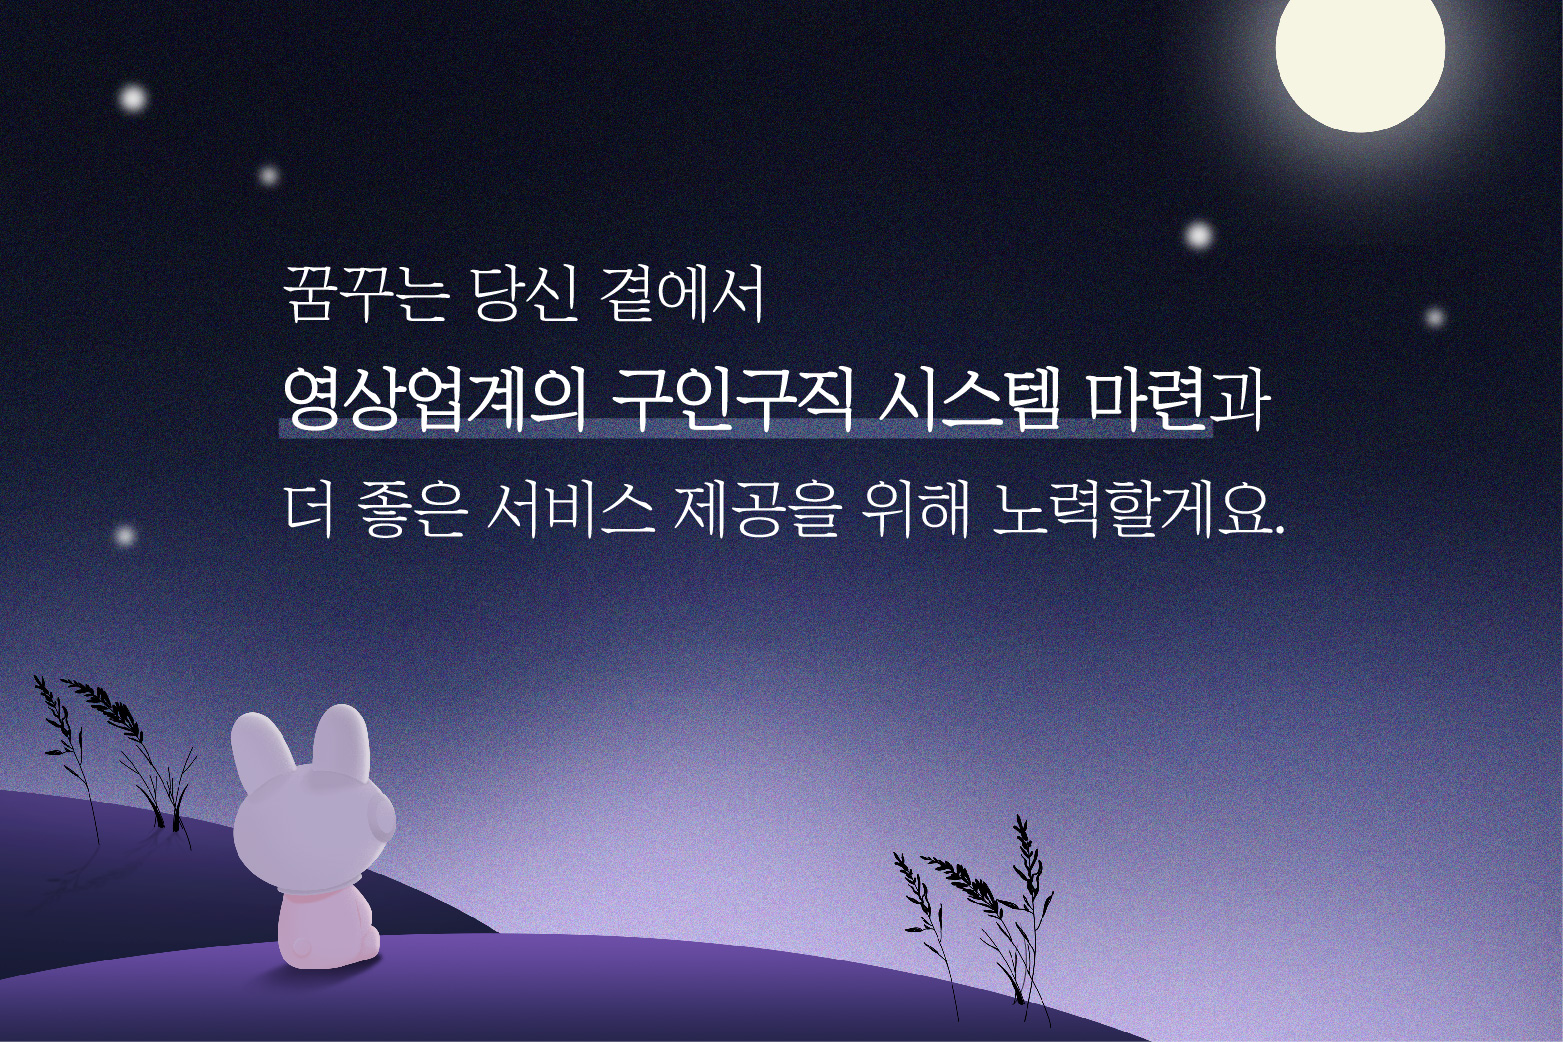 꿈꾸는 당신 곁에서
영상업계의 구인구직 시스템 마련과
더 좋은 서비스 제공을 위해 노력할게요.